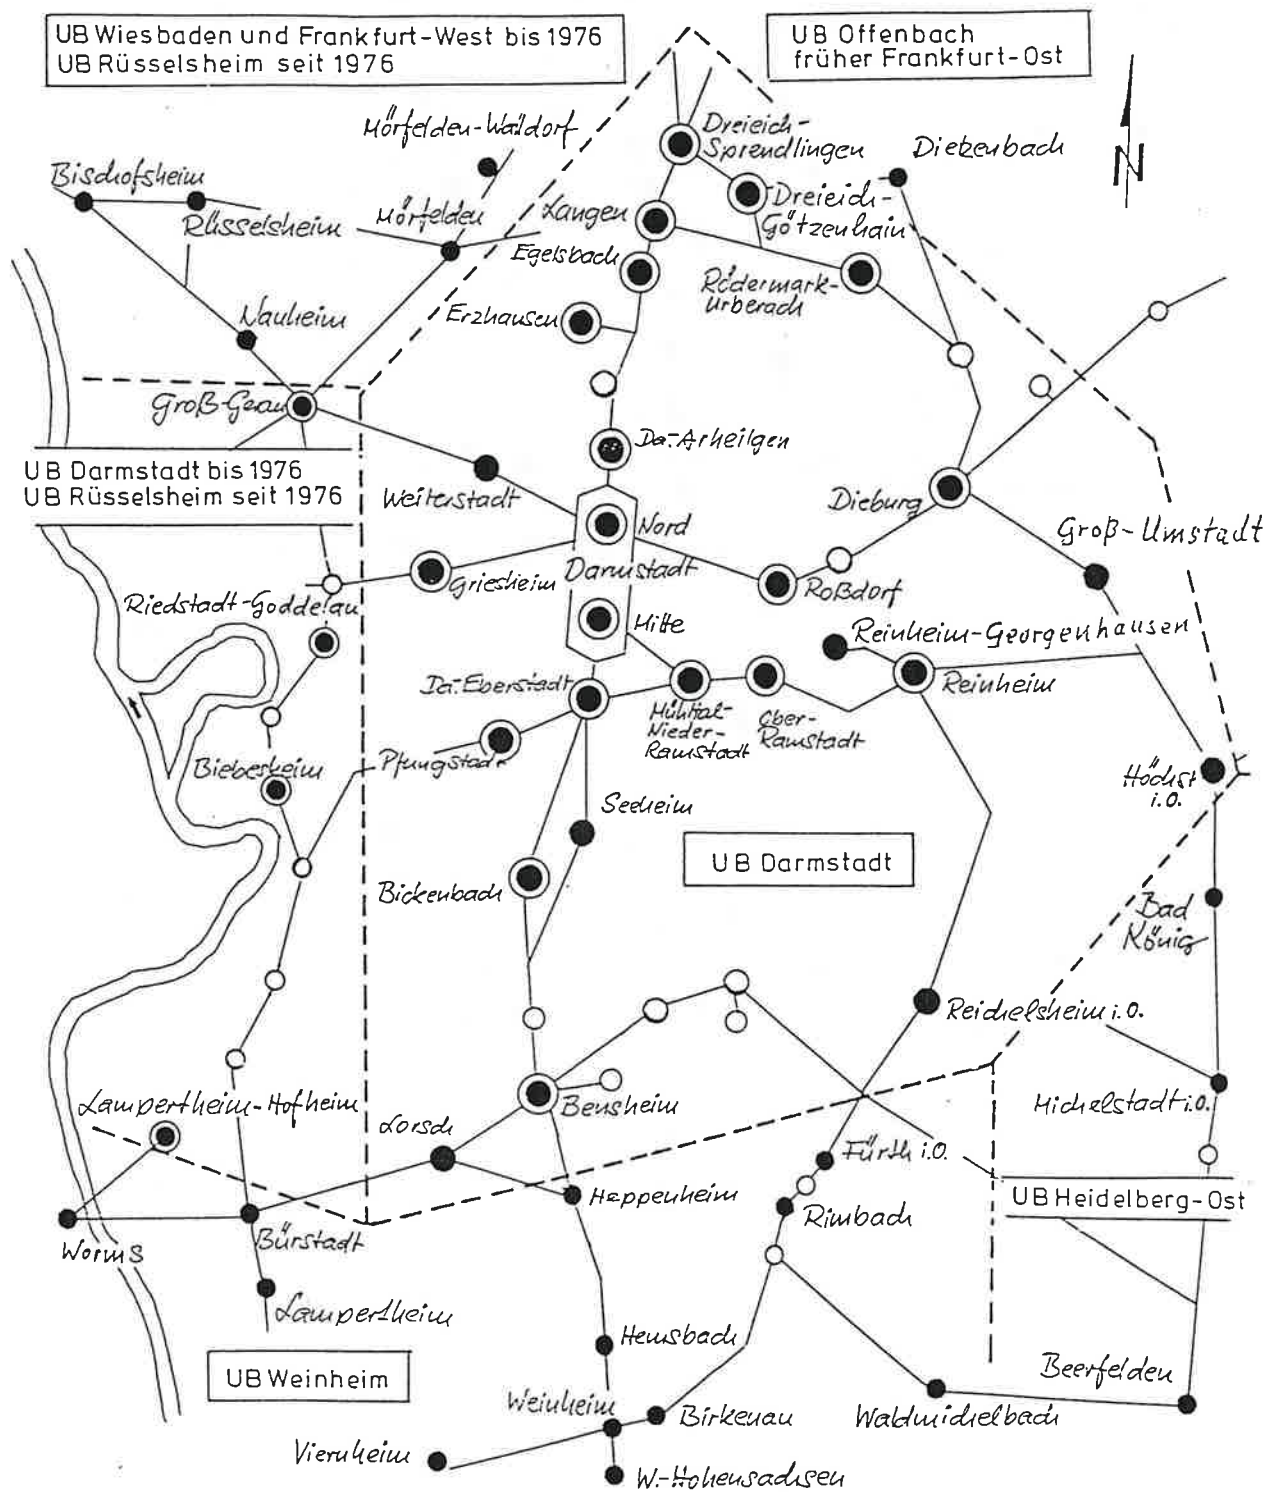 UB Wiesbaden und Frankfurt-West bis 1976
UB Rüsselsheim seit 1976
UB Offenbach
früher Frankfurt-Ost
N
Mörfelden-Walldorf
Dreieich-
Sprendlingen
Dietzenbach
Bischofsheim
Rüsselsheim
Mörfelden
Langen
Dreieich-
Götzenhain
Egelsbach
Rödermark-
Urberach
Erzhausen
Nauheim
Groß-Gerau
Da.-Arheilgen
UB Darmstadt bis 1976
UB Rüsselsheim seit 1976
Weiterstadt
Nord
Dieburg
Groß-Umstadt
Griesheim
Darmstadt
Roßdorf
Riedstadt-Goddelau
Mitte
Reinheim-Georgenhausen
Da.-Eberstadt
Reinheim
Mühltal-
Nieder-
Ramstadt
Ober-
Ramstadt
Pfungstadt
Biebesheim
Höchst
i.O.
Seeheim
UB Darmstadt
Bickenbach
Bad
König
Reichelsheim i.O.
Lampertheim-Hofheim
Bensheim
Michelstadt i.O.
Lorsch
Fürth i.O.
Heppenheim
UB Heidelberg-Ost
Rimbach
Worms
Bürstadt
Lampertheim
Hemsbach
UB Weinheim
Beerfelden
Weinheim
Birkenau
Waldmichelbach
Viernheim
W.-Hohensachsen